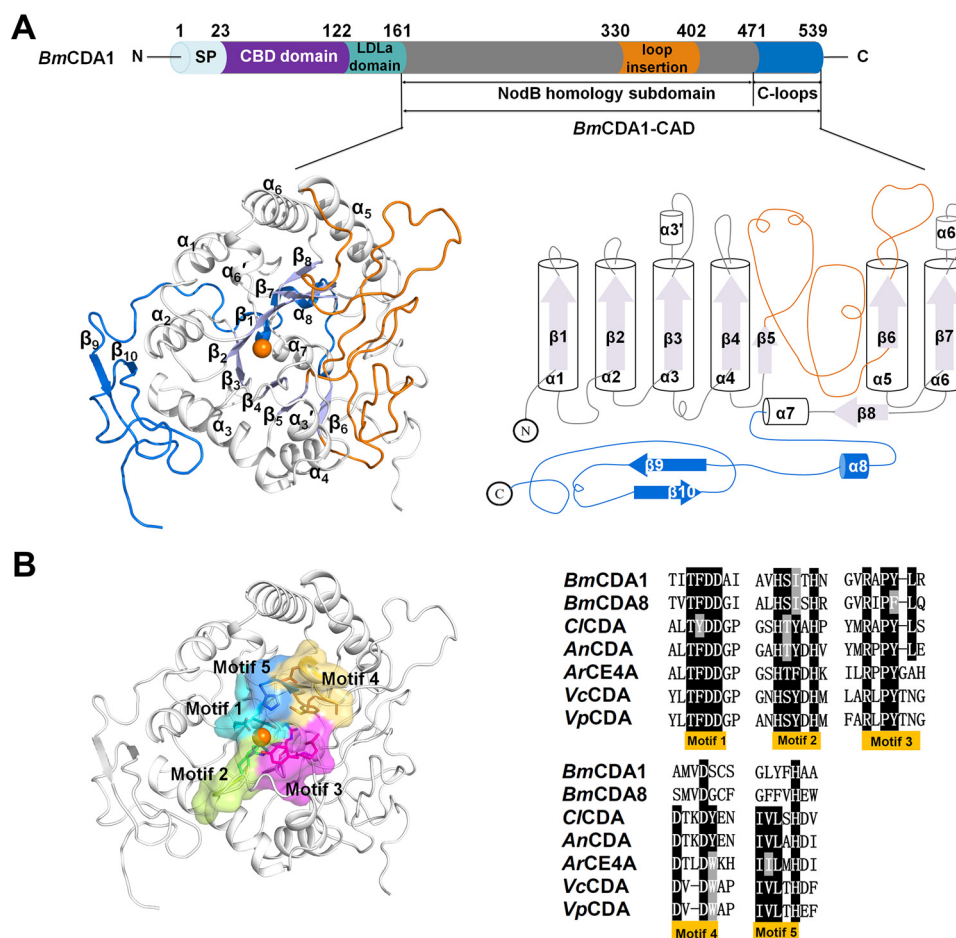 A
1 23 122 161 330 402 471 539
BmCDA1 N SP CBD domain LDLa domain loop insertion C
NodB homology subdomain C-loops
BmCDA1-CAD
α6
α5
α1
β8
α6'
β7
α8
α2
β1
β9
β10
β2
α7
β3
β4
β5
α3'
β6
α3
α4
α3' α6'
β1 β2 β3 β4 β5 β6 β7
α1 α2 α3 α4 α5 α6
N
α7 β8
β9 α8
C
β10
B
Motif 5
Motif 4
Motif 1
Motif 2
Motif 3
BmCDA1 TITFDDAI AVHSITHN GVRAPY-LR
BmCDA8 TVTFDDGI ALHSISHR GVRIPF-LQ
ClCDA ALTYDDGP GSHTYAHP YMRAPY-LS
AnCDA ALTFDDGP GAHTYDHV YMRPPY-LE
ArCE4A ALTFDDGP GSHTFDHK ILRPPYGAH
VcCDA YLTFDDGP GNHSYDHM LARLPYTNG
VpCDA YLTFDDGP ANHSYDHM FARLPYTNG
Motif 1 Motif 2 Motif 3
BmCDA1 AMVDSCS GLYFHAA
BmCDA8 SMVDGCF GFFVHEW
ClCDA DTKDYEN IVLSHDV
AnCDA DTKDYEN IVLAHDI
ArCE4A DTLDWKH IILMHDI
VcCDA DV-DWAP IVLTHDF
VpCDA DV-DWAP IVLTHEF
Motif 4 Motif 5